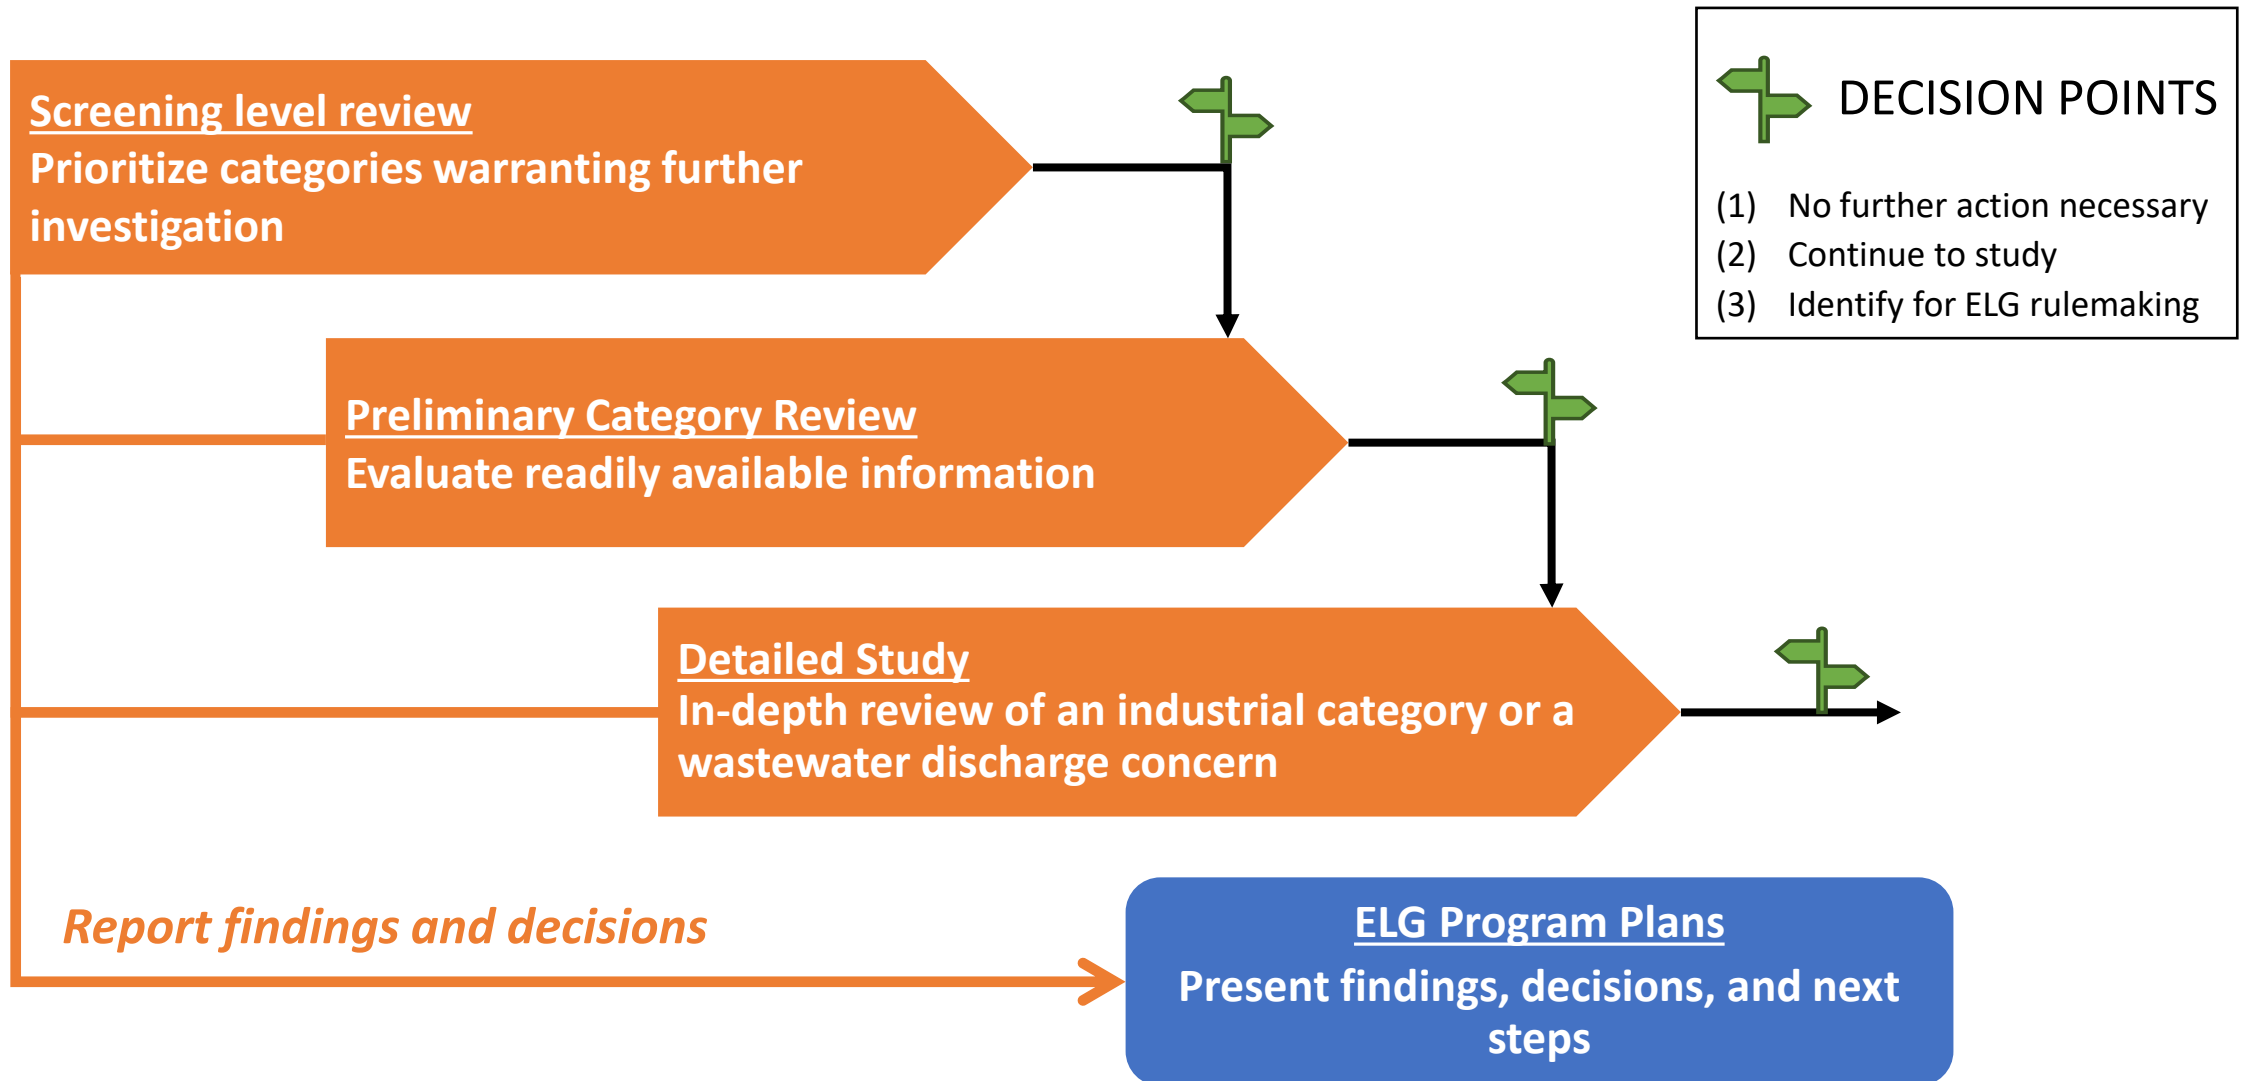 Screening level review
Prioritize categories warranting further
investigation
DECISION POINTS
(1) No further action necessary
(2) Continue to study
(3) Identify for ELG rulemaking
Preliminary Category Review
Evaluate readily available information
Detailed Study
In-depth review of an industrial category or a
wastewater discharge concern
Report findings and decisions
ELG Program Plans
Present findings, decisions, and next
steps